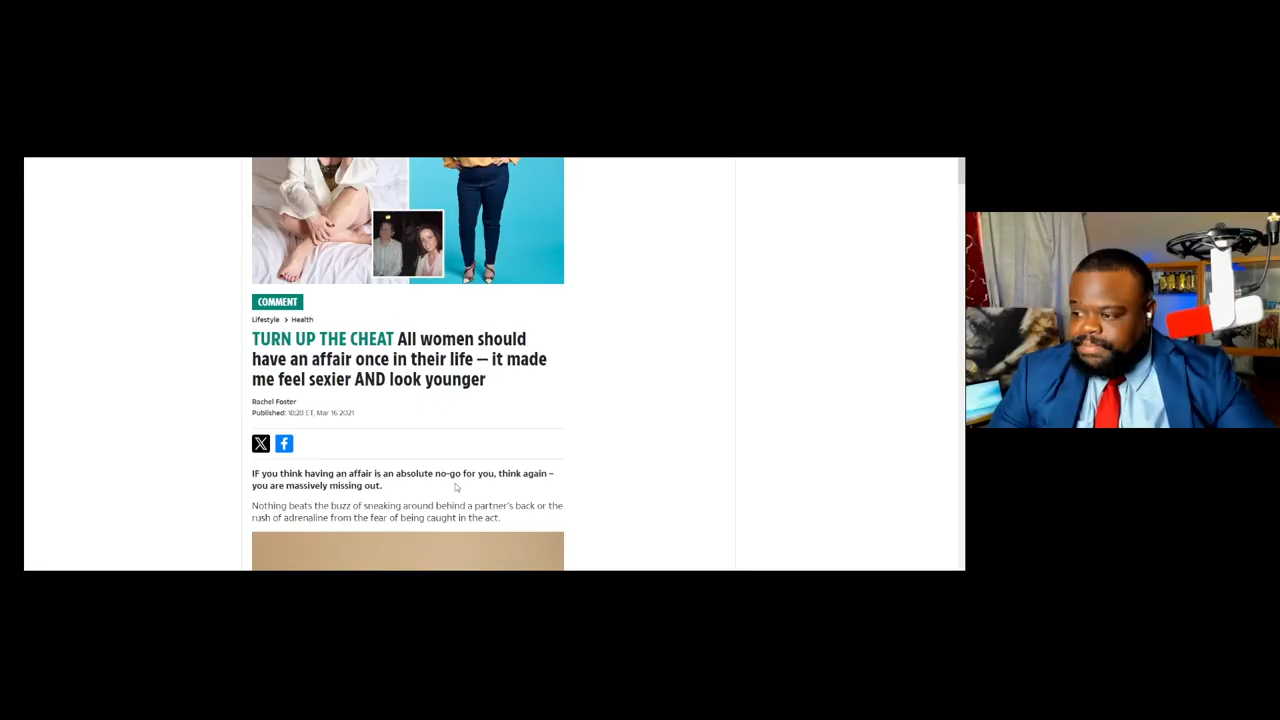 COMMENT
Lifestyle > Health
TURN UP THE CHEAT All women should
have an affair once in their life – it made
me feel sexier AND look younger
Rachel Foster
Published: 18:28 ET, Mar 16 2021
IF you think having an affair is an absolute no-go for you, think again –
you are massively missing out.
Nothing beats the buzz of sneaking around behind a partner's back or the
rush of adrenaline from the fear of being caught in the act.